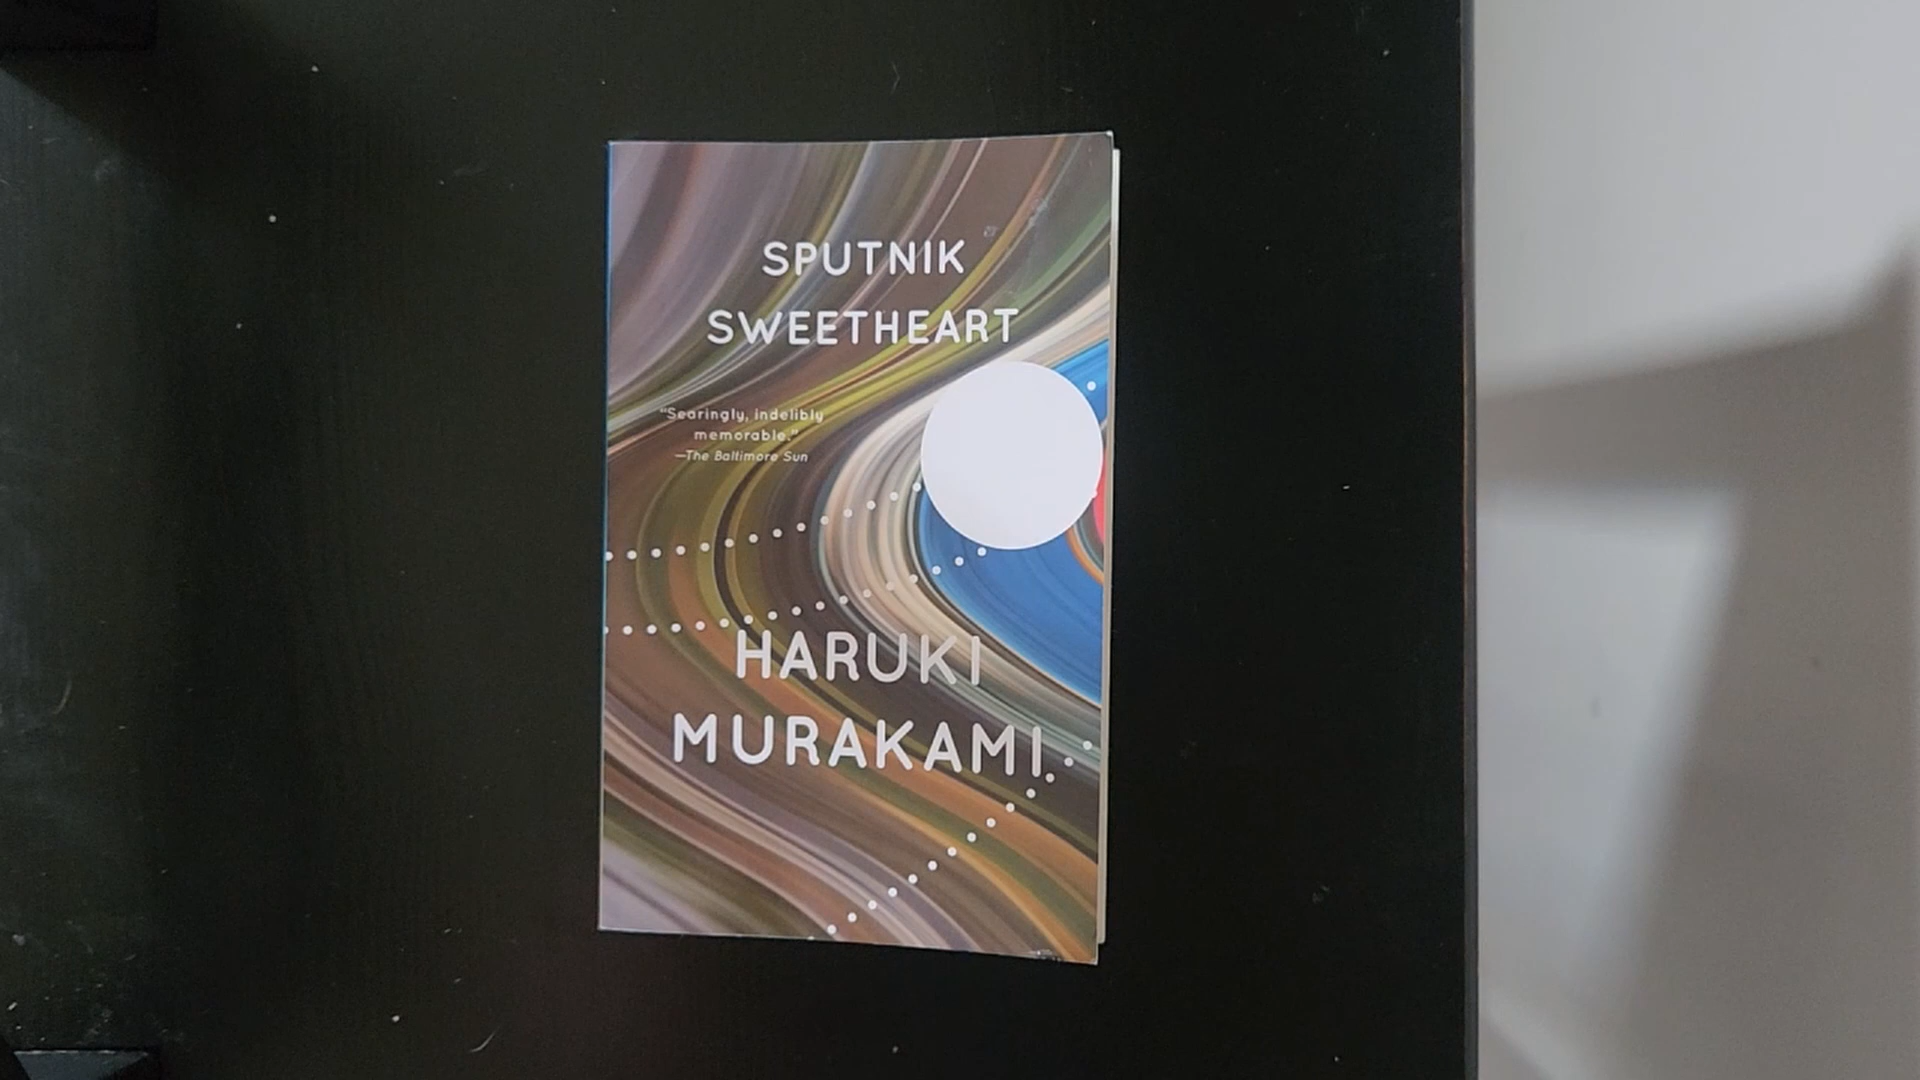 SPUTNIK
SWEETHEART
"Searingly, indelibly
memorable."
—The Baltimore Sun
HARUKI
MURAKAMI